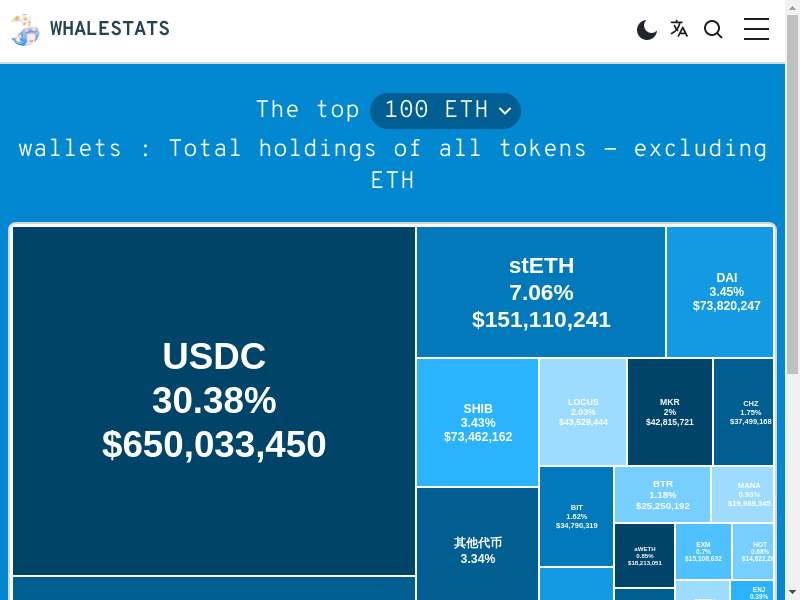 WHALESTATS
The top 100 ETH
wallets : Total holdings of all tokens - excluding
ETH
USDC
30.38%
$650,033,450
stETH
7.06%
$151,110,241
DAI
3.45%
$73,820,247
SHIB
3.43%
$73,462,162
LOCUS
2.03%
$43,529,444
MKR
2%
$42,815,721
CHZ
1.75%
$37,499,168
其他代币
3.34%
BIT
1.62%
$34,790,319
BTR
1.18%
$25,250,192
MANA
0.93%
$19,989,345
aWETH
0.85%
$18,213,051
EXM
0.7%
$15,108,632
HOT
0.68%
ENJ
0.39%